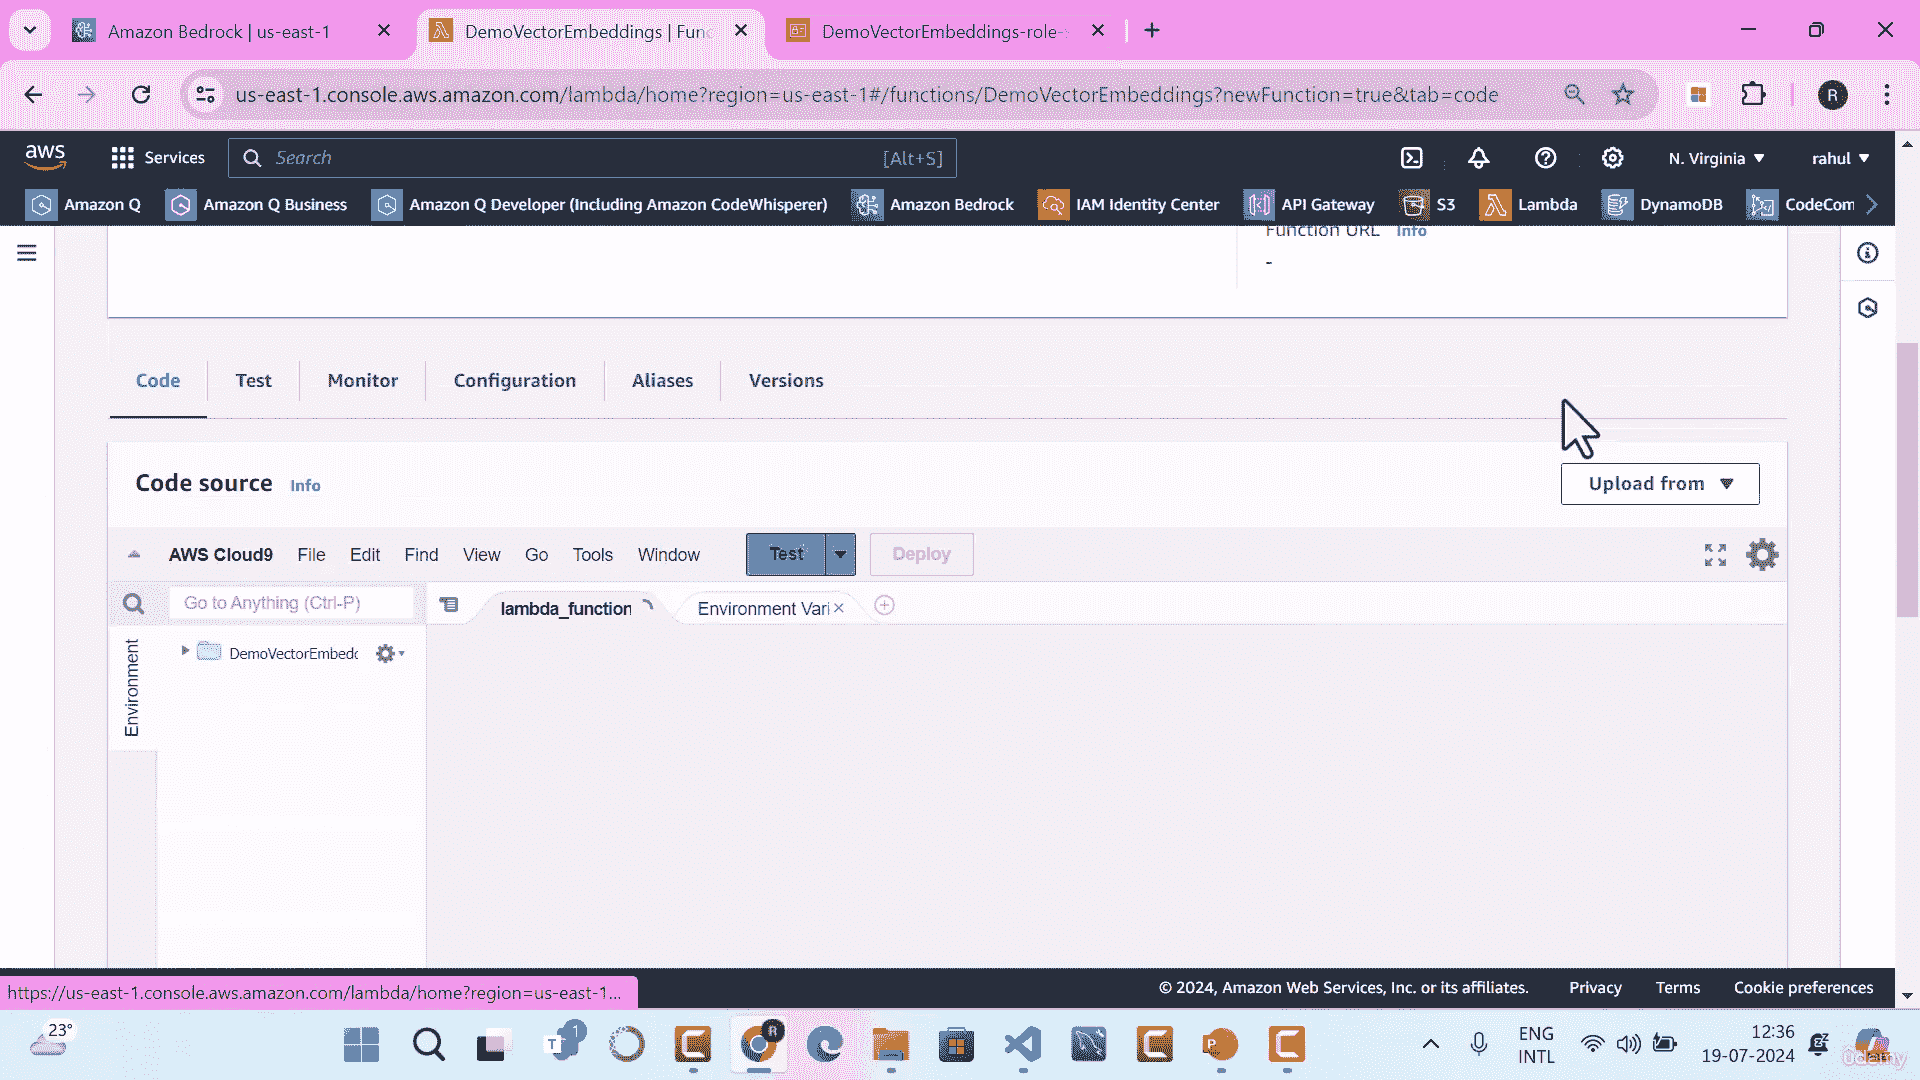 Amazon Bedrock | us-east-1
DemoVectorEmbeddings | Func
DemoVectorEmbeddings-role-
us-east-1.console.aws.amazon.com/lambda/home?region=us-east-1#/functions/DemoVectorEmbeddings?newFunction=true&tab=code
R
aws
Services
Search
[Alt+S]
N. Virginia
rahul
Amazon Q
Amazon Q Business
Amazon Q Developer (Including Amazon CodeWhisperer)
Amazon Bedrock
IAM Identity Center
API Gateway
S3
Lambda
DynamoDB
CodeCom
Function URL Info
-
Code
Test
Monitor
Configuration
Aliases
Versions
Code source Info
Upload from
AWS Cloud9
File
Edit
Find
View
Go
Tools
Window
Test
Deploy
Go to Anything (Ctrl-P)
lambda_function
Environment Vari
Environment
DemoVectorEmbedd
https://us-east-1.console.aws.amazon.com/lambda/home?region=us-east-1...
© 2024, Amazon Web Services, Inc. or its affiliates.
Privacy
Terms
Cookie preferences
23°
T
1
R
P
ENG
INTL
12:36
19-07-2024
ûdemy